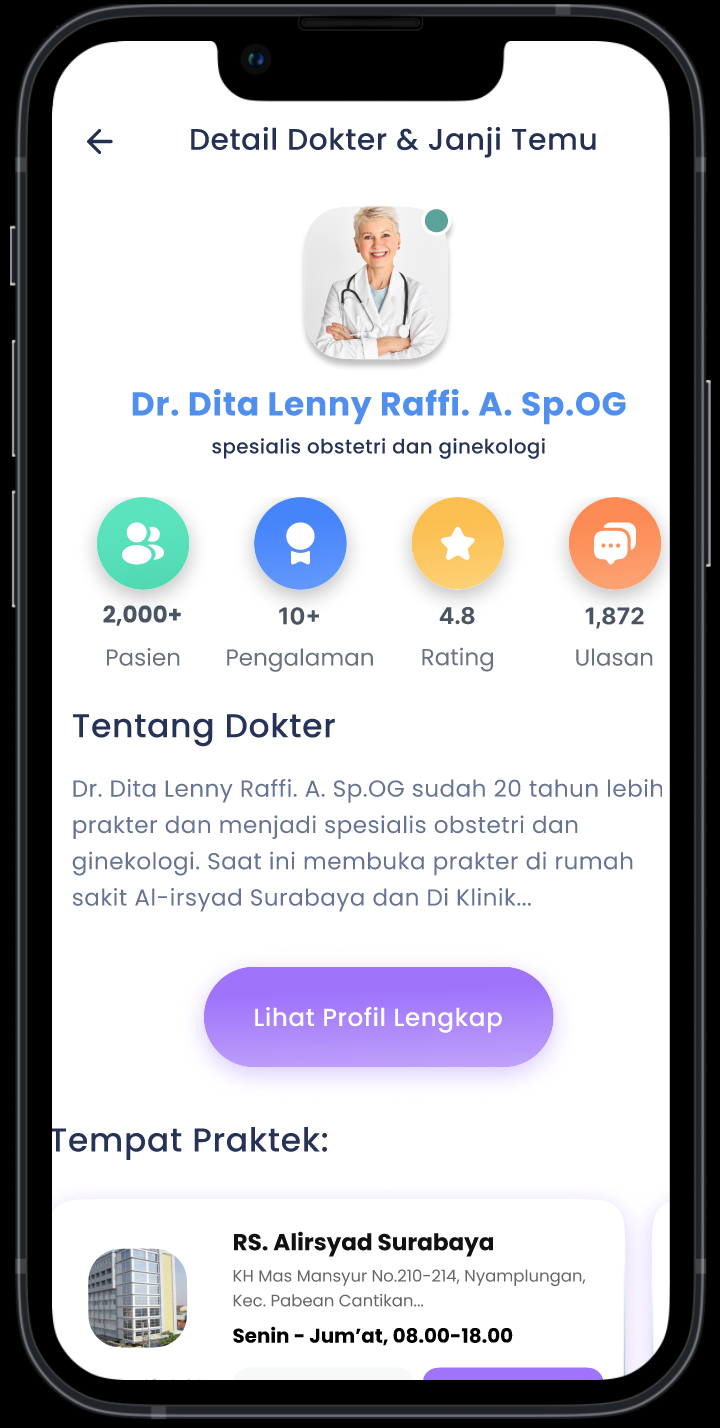 Detail Dokter & Janji Temu
Dr. Dita Lenny Raffi. A. Sp.OG
spesialis obstetri dan ginekologi
2,000+ 10+ 4.8 1,872
Pasien Pengalaman Rating Ulasan
Tentang Dokter
Dr. Dita Lenny Raffi. A. Sp.OG sudah 20 tahun lebih
prakter dan menjadi spesialis obstetri dan
ginekologi. Saat ini membuka prakter di rumah
sakit Al-irsyad Surabaya dan Di Klinik...
Lihat Profil Lengkap
Tempat Praktek:
RS. Alirsyad Surabaya
KH Mas Mansyur No.210-214, Nyamplungan,
Kec. Pabean Cantikan...
Senin - Jum’at, 08.00-18.00